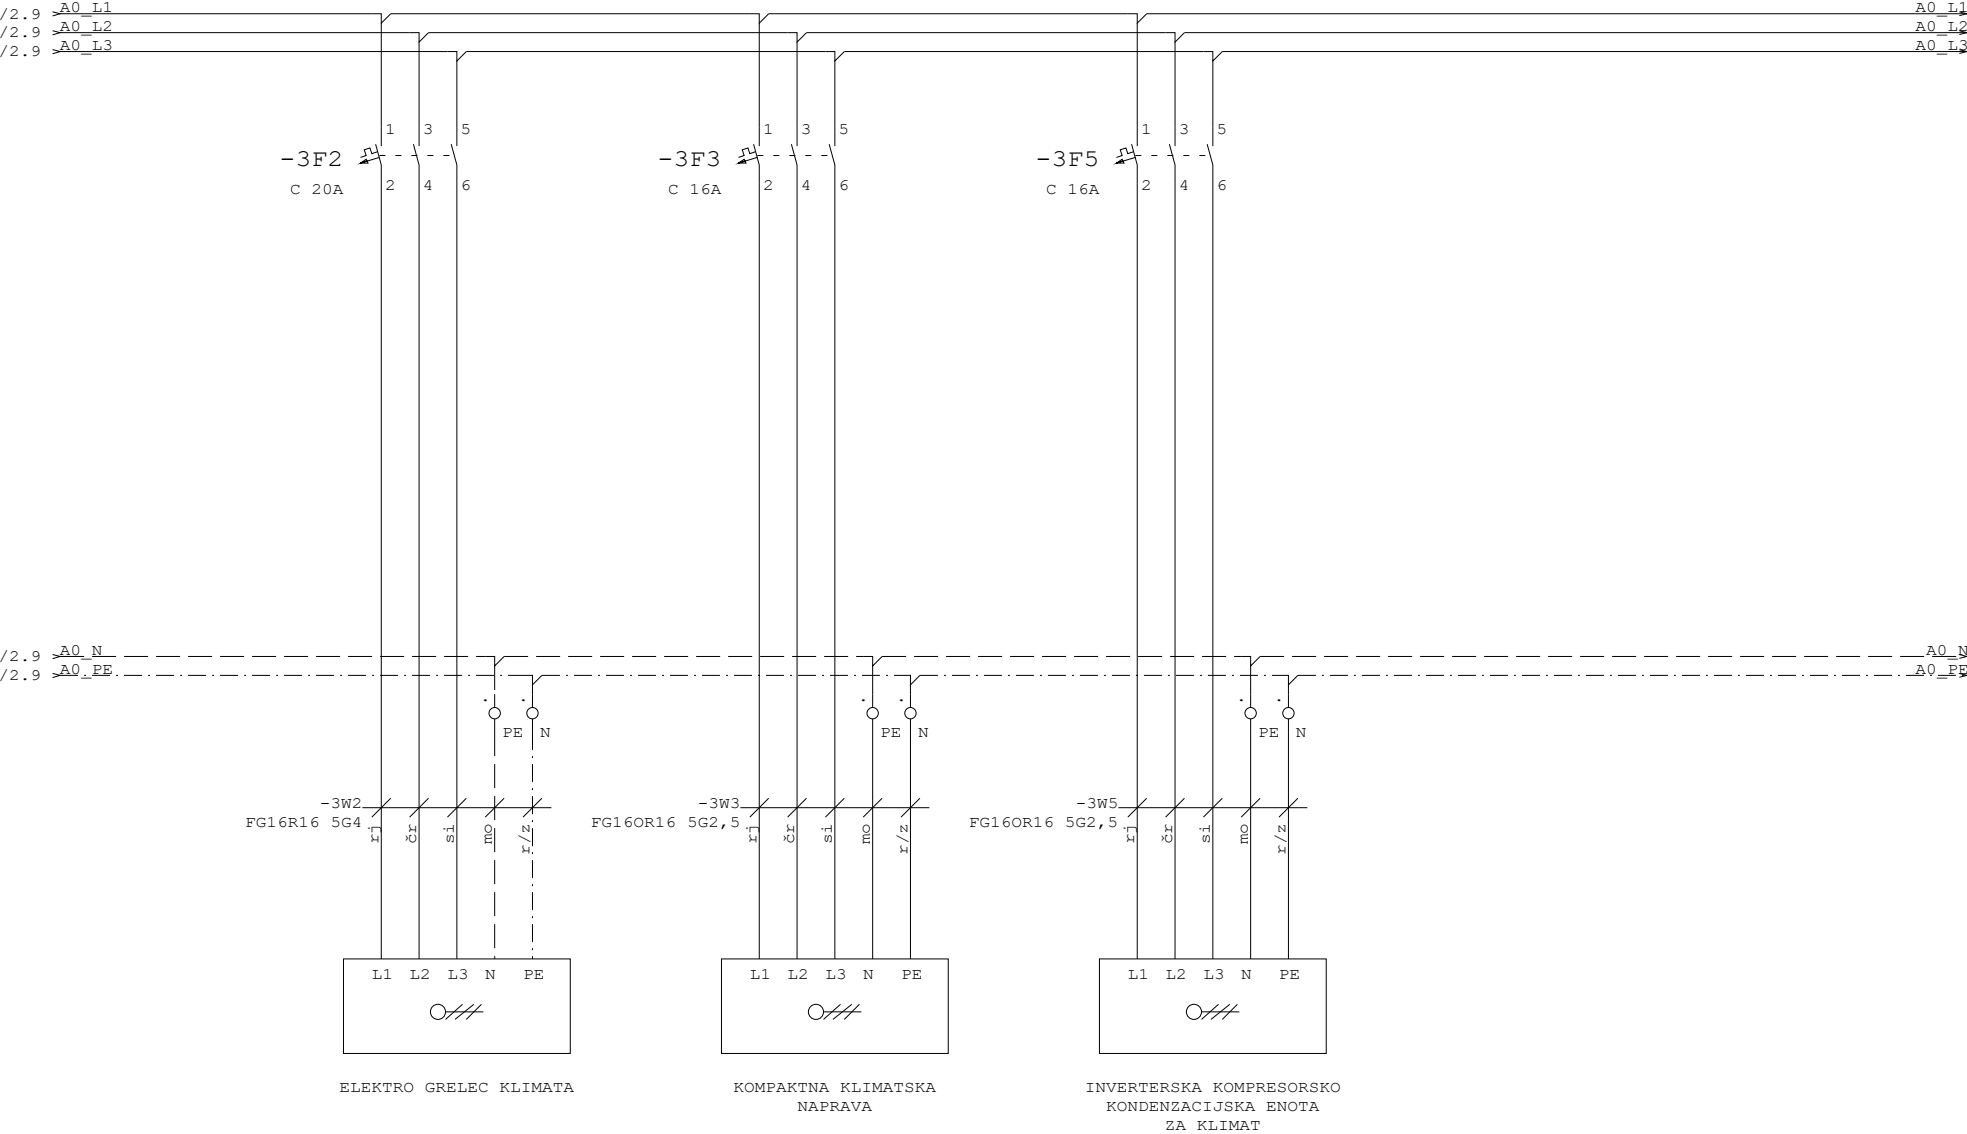 A0_L1 A0_L1
/2.9
A0_L2 A0_L2
/2.9
A0_L3 A0_L3
/2.9
1 3 5 1 3 5 1 3 5
-3F2 -3F3 -3F5
2 4 6 2 4 6 2 4 6
C 20A C 16A C 16A
A0_N A0_N
/2.9
A0_PE A0_PE
/2.9
PE N PE N PE N
-3W2 -3W3 -3W5
FG16R16 5G4 FG16OR16 5G2,5 FG16OR16 5G2,5
rj čr si mo r/z rj čr si mo r/z rj čr si mo r/z
L1 L2 L3 N PE L1 L2 L3 N PE L1 L2 L3 N PE
ELEKTRO GRELEC KLIMATA
KOMPAKTNA KLIMATSKA
NAPRAVA
INVERTERSKA KOMPRESORSKO
KONDENZACIJSKA ENOTA
ZA KLIMAT